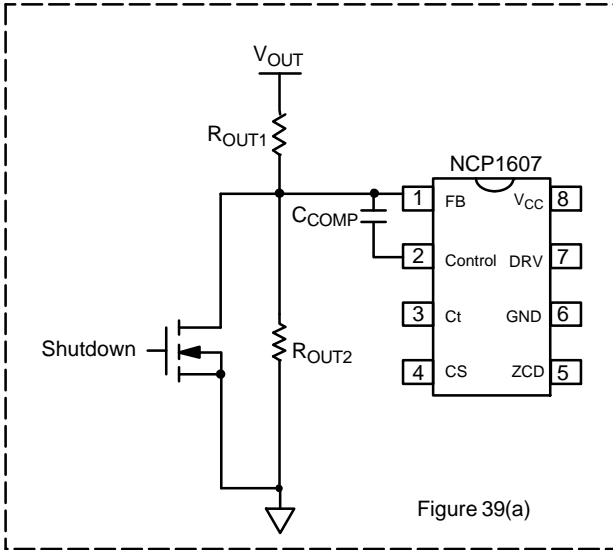 VOUT
ROUT1
NCP1607
1 FB VCC 8
CCOMP
2 Control DRV 7
3 Ct GND 6
Shutdown
ROUT2
4 CS ZCD 5
Figure 39(a)